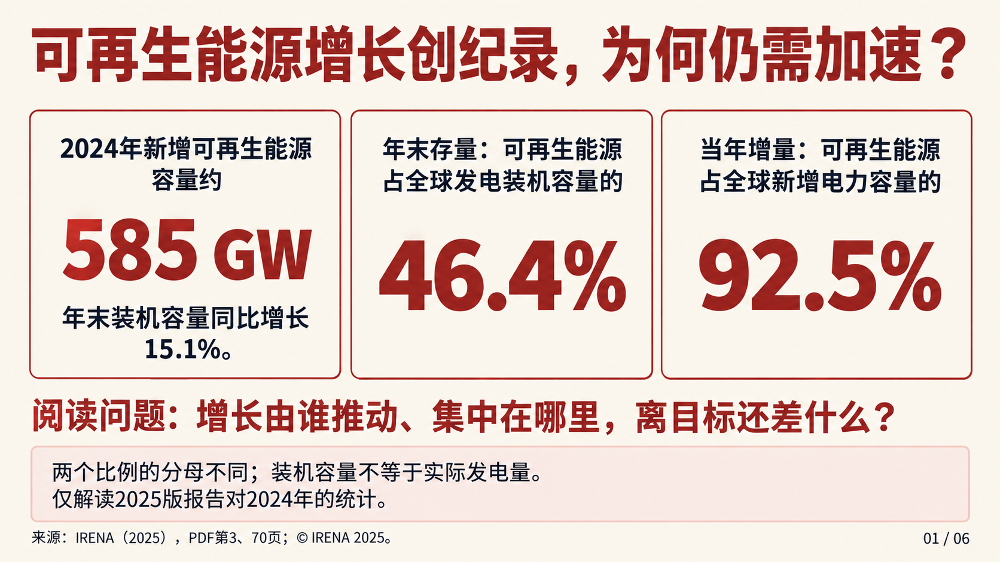 可再生能源增长创纪录，为何仍需加速？
2024年新增可再生能源
容量约
585 GW
年末装机容量同比增长
15.1%。
年末存量：可再生能源
占全球发电装机容量的
46.4%
当年增量：可再生能源
占全球新增电力容量的
92.5%
阅读问题：增长由谁推动、集中在哪里，离目标还差什么？
两个比例的分母不同；装机容量不等于实际发电量。
仅解读2025版报告对2024年的统计。
来源：IRENA（2025），PDF第3、70页；© IRENA 2025。
01 / 06